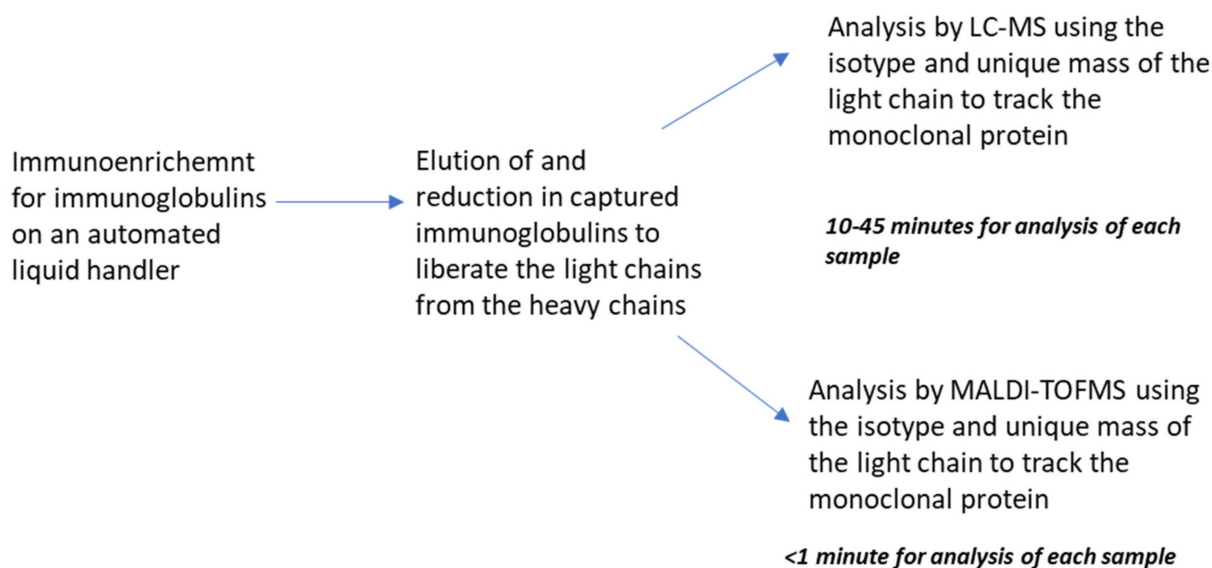 Immunoenrichemnt
for immunoglobulins
on an automated
liquid handler
Elution of and
reduction in captured
immunoglobulins to
liberate the light chains
from the heavy chains
Analysis by LC-MS using the
isotype and unique mass of the
light chain to track the
monoclonal protein
10-45 minutes for analysis of each
sample
Analysis by MALDI-TOFMS using
the isotype and unique mass of
the light chain to track the
monoclonal protein
<1 minute for analysis of each sample